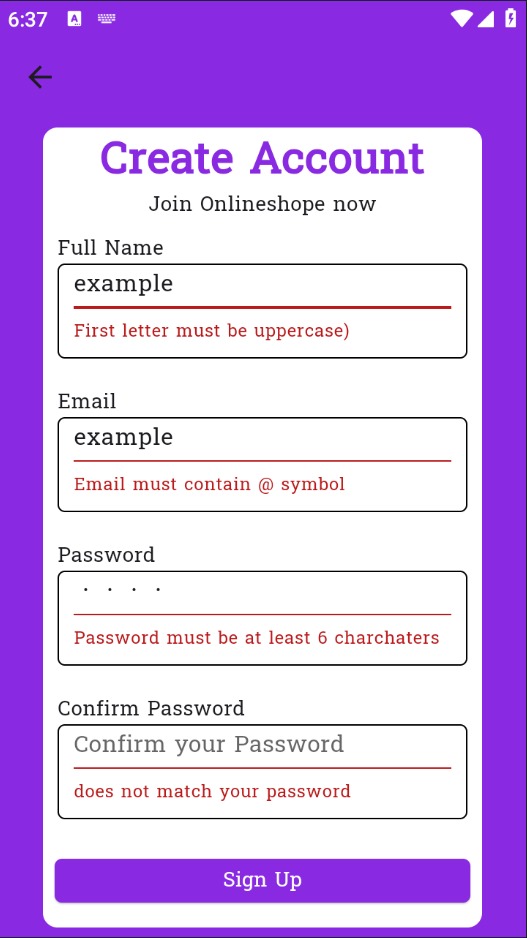 6:37
A
Create Account
Join Onlineshope now
Full Name
example
First letter must be uppercase)
Email
example
Email must contain @ symbol
Password
• • • •
Password must be at least 6 charchaters
Confirm Password
Confirm your Password
does not match your password
Sign Up